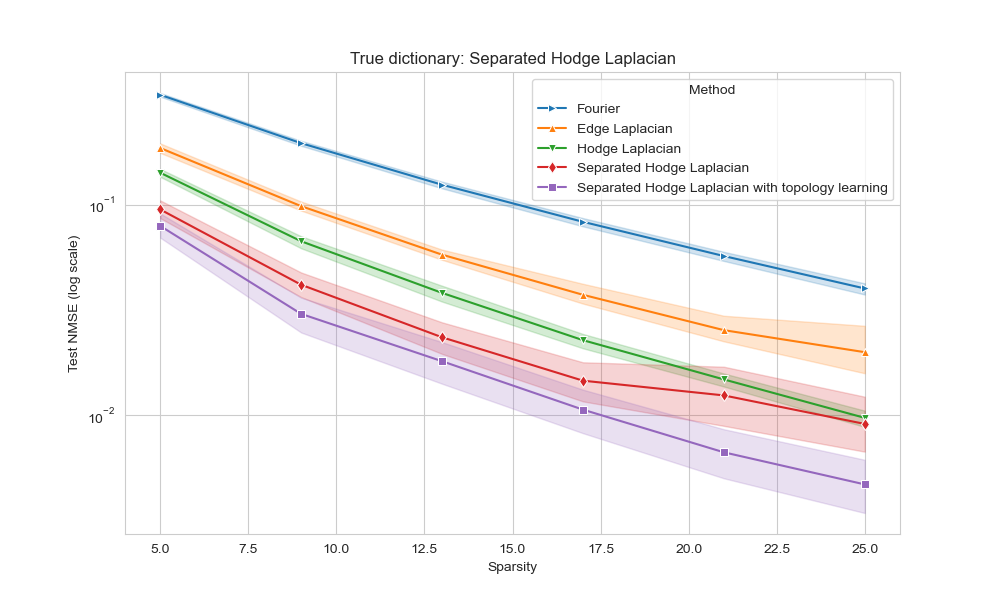 True dictionary: Separated Hodge Laplacian
Method
Fourier
Edge Laplacian
Hodge Laplacian
Separated Hodge Laplacian
Separated Hodge Laplacian with topology learning
Test NMSE (log scale)
10⁻¹
10⁻²
5.0 7.5 10.0 12.5 15.0 17.5 20.0 22.5 25.0
Sparsity